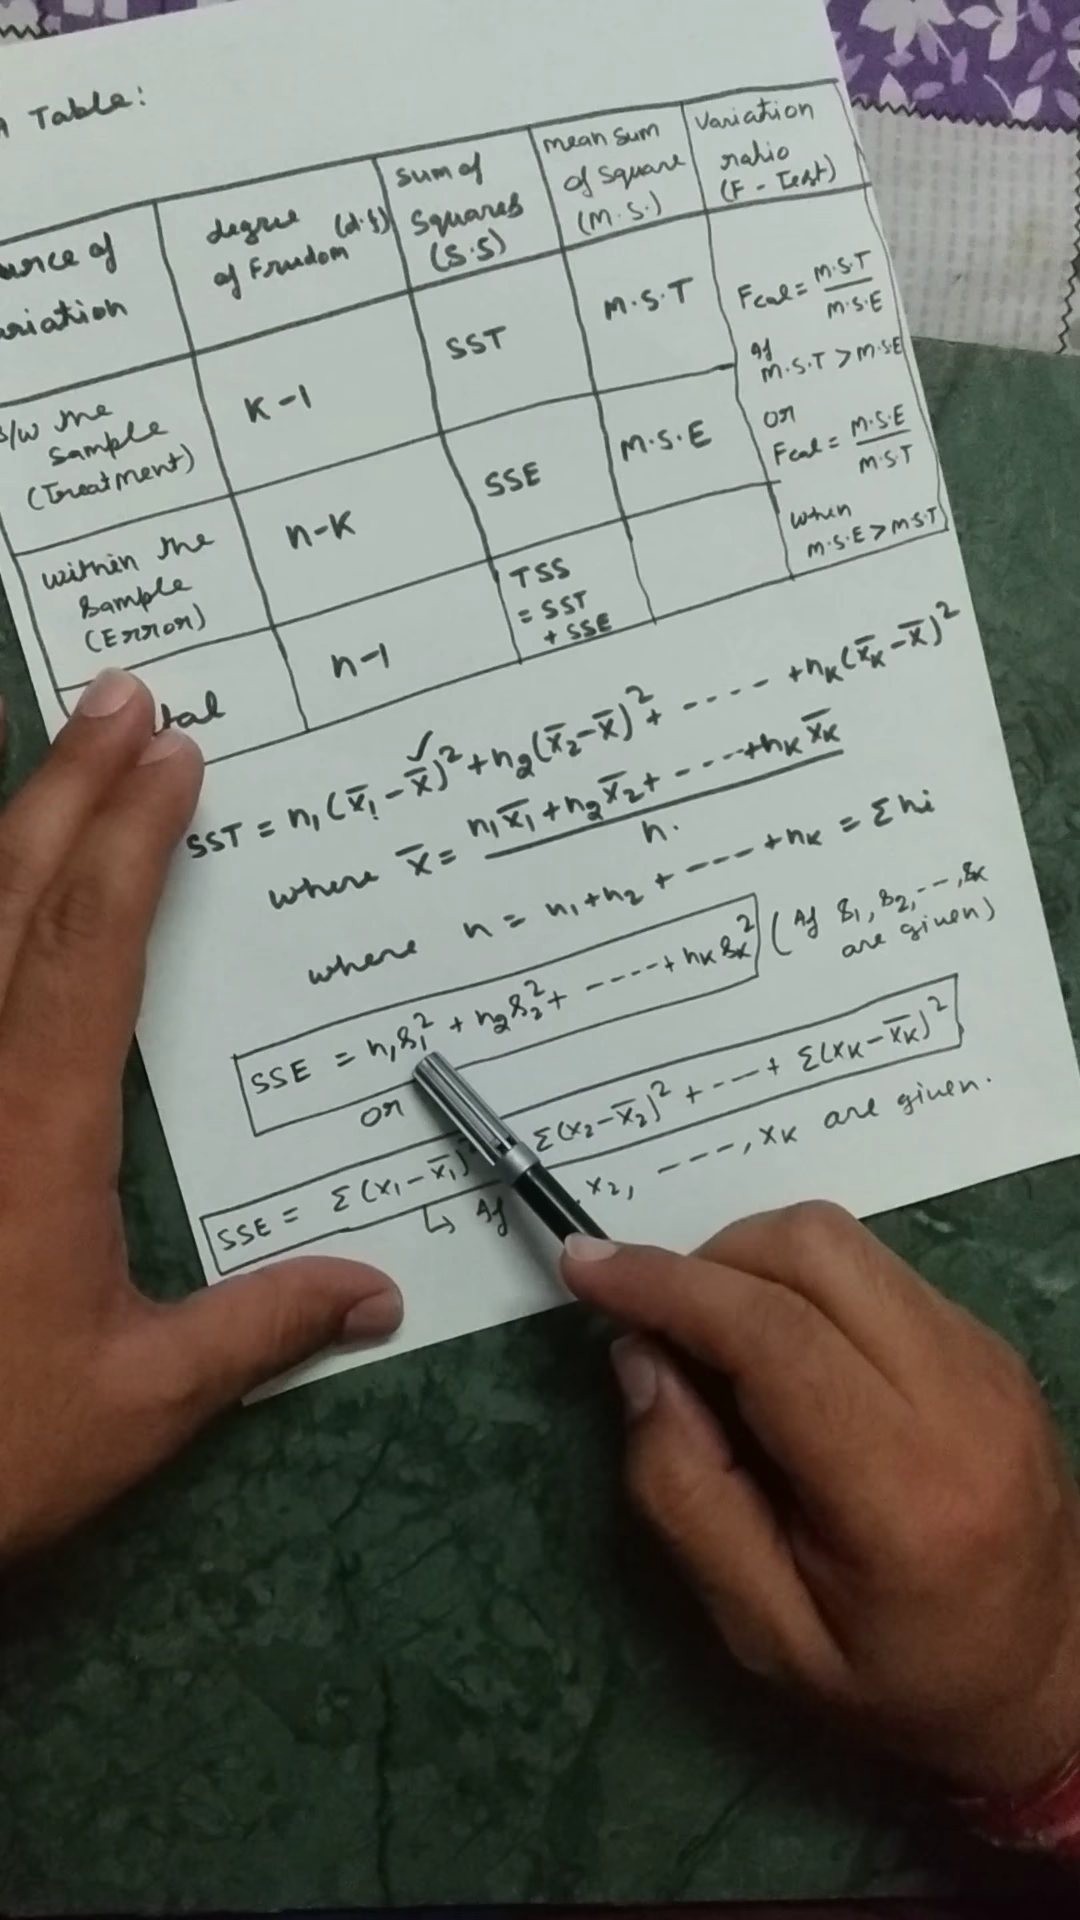 Table:
of
degree (d.f)
of Freedom
sum of
Squares
(S.S)
mean sum
of Square
(M.S.)
Variation
ratio
(F - Test)
B/W the
Sample
(Treatment)
K-1
SST
M.S.T
Fcal = M.S.T / M.S.E
If
M.S.T > M.S.E
or
Fcal = M.S.E / M.S.T
when
M.S.E > M.S.T
within the
Sample
(Error)
n-K
SSE
M.S.E
n-1
TSS
= SST
+ SSE
SST = n₁(x̄₁ - x̄)² + n₂(x̄₂ - x̄)² + ---- + nK(x̄K - x̄)²
where x̄ = n₁x̄₁ + n₂x̄₂ + ---- + nK x̄K / n.
where n = n₁ + n₂ + ---- + nK = Σni
SSE = n₁s₁² + n₂s₂² + ---- + nK sK² (If s₁, s₂, ---, sK
are given)
or
SSE = Σ(x₁ - x̄₁)² Σ(x₂ - x̄₂)² + ---- + Σ(xK - x̄K)²
↳ If x₂, ----, xK are given.